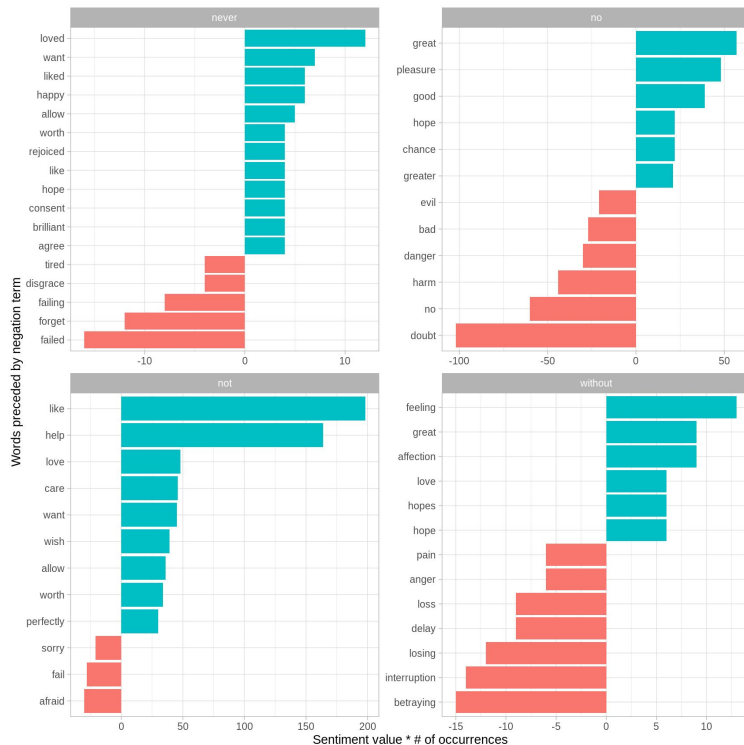 never
loved
want
liked
happy
allow
worth
rejoiced
like
hope
consent
brilliant
agree
tired
disgrace
failing
forget
failed
-10 0 10
no
great
pleasure
good
hope
chance
greater
evil
bad
danger
harm
no
doubt
-100 -50 0 50
not
like
help
love
care
want
wish
allow
worth
perfectly
sorry
fail
afraid
0 50 100 150 200
without
feeling
great
affection
love
hopes
hope
pain
anger
loss
delay
losing
interruption
betraying
-15 -10 -5 0 5 10
Words preceded by negation term
Sentiment value * # of occurrences